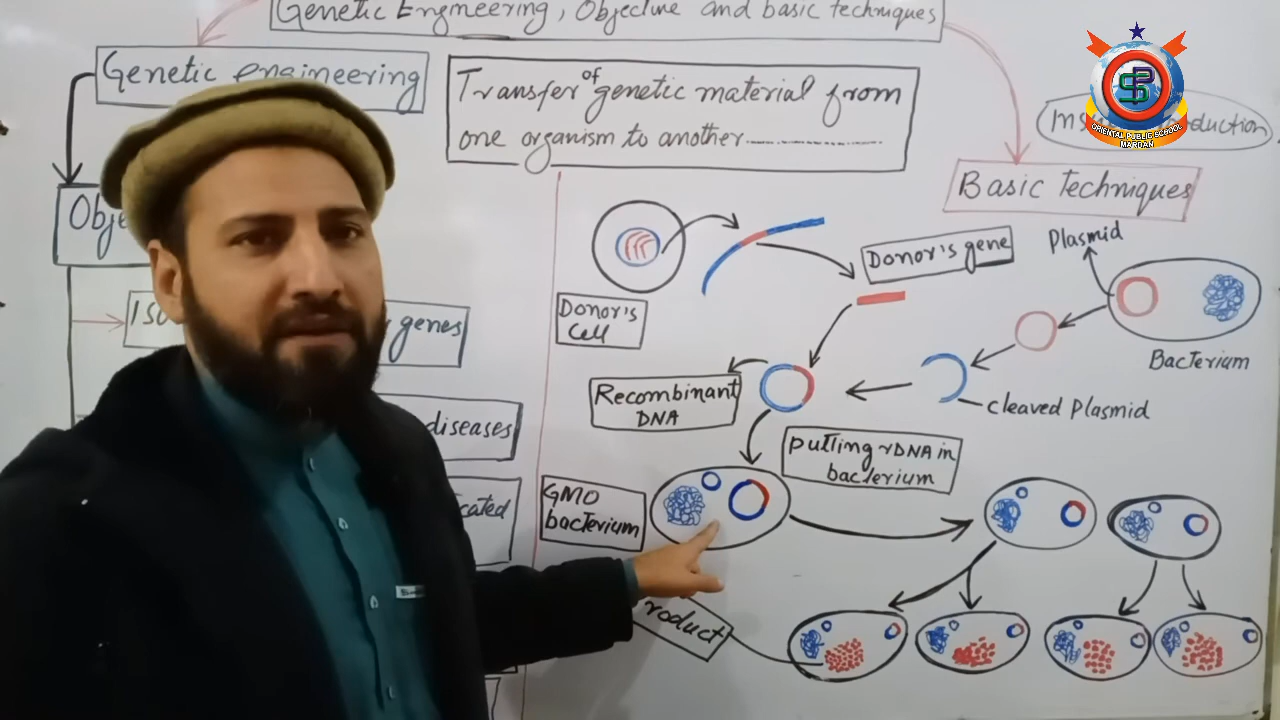 Genetic Engineering, Objective and basic techniques
Genetic engineering
Transfer of genetic material from
one organism to another
ORIENTAL PUBLIC SCHOOL
MARDAN
Basic Techniques
Plasmid
Donor's gene
Donor's
Cell
genes
Bacterium
Recombinant
DNA
cleaved Plasmid
diseases
putting rDNA in
bacterium
GMO
bacterium